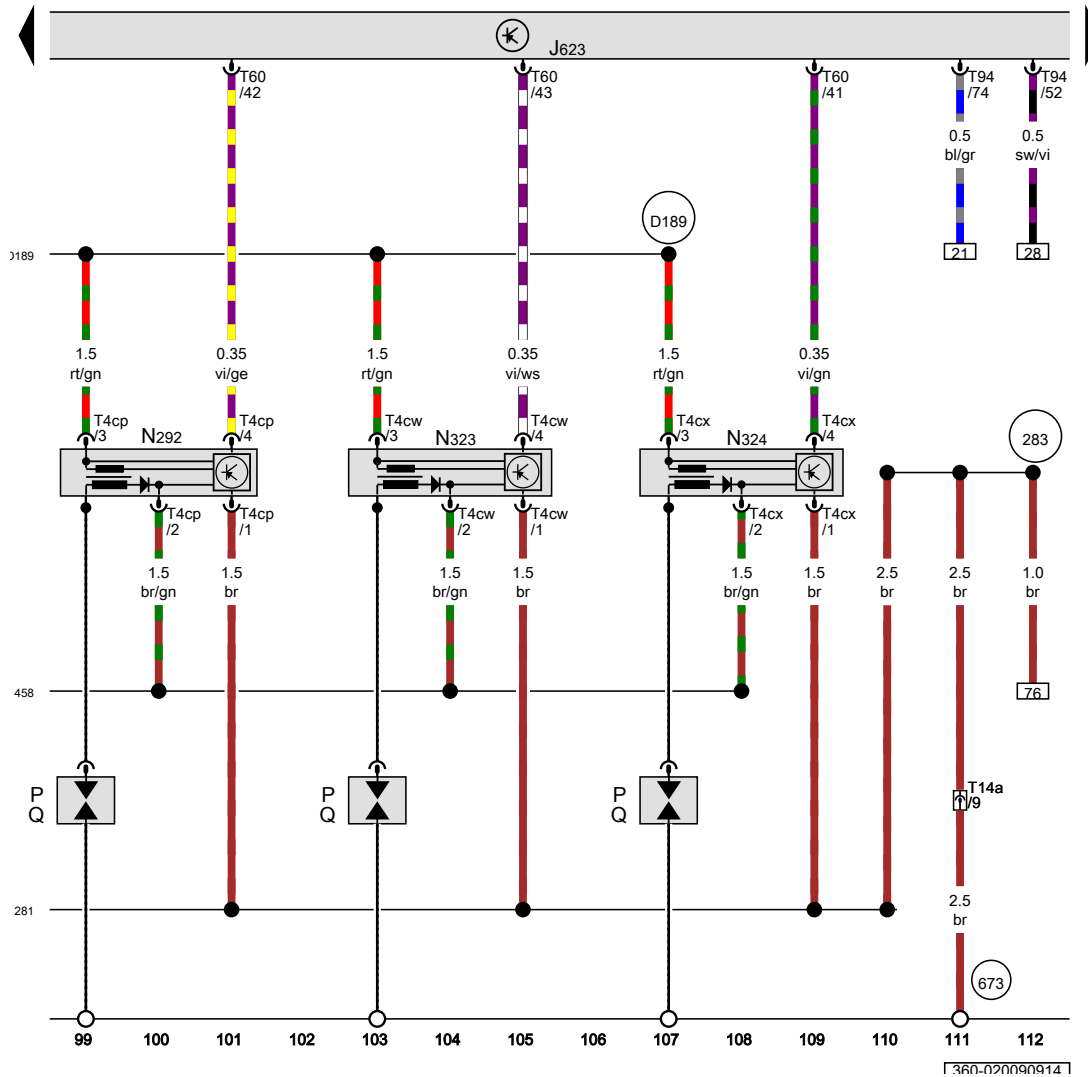 J623
T60
/42
T60
/43
T60
/41
T94
/74
T94
/52
0.5
bl/gr
0.5
sw/vi
D189
D189
21
28
1.5
rt/gn
0.35
vi/ge
1.5
rt/gn
0.35
vi/ws
1.5
rt/gn
0.35
vi/gn
T4cp
/3
N292
T4cp
/4
T4cw
/3
N323
T4cw
/4
T4cx
/3
N324
T4cx
/4
283
T4cp
/2
T4cp
/1
T4cw
/2
T4cw
/1
T4cx
/2
T4cx
/1
1.5
br/gn
1.5
br
1.5
br/gn
1.5
br
1.5
br/gn
1.5
br
2.5
br
2.5
br
1.0
br
458
76
P
Q
P
Q
P
Q
T14a
/9
2.5
br
281
673
99 100 101 102 103 104 105 106 107 108 109 110 111 112
360-020090914